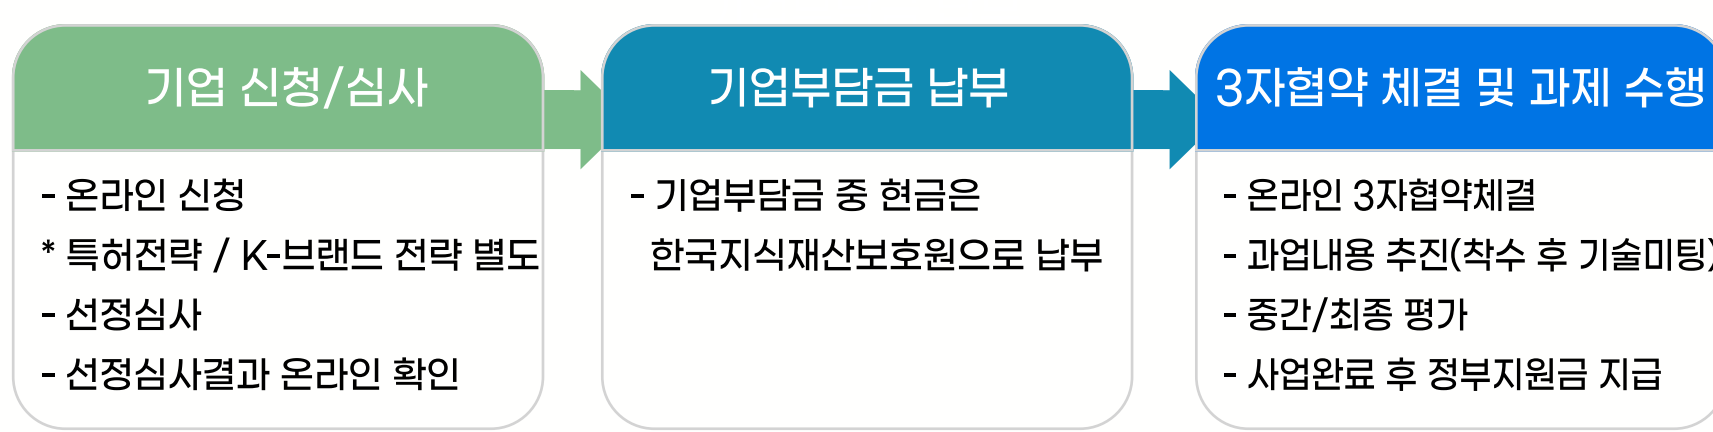 기업 신청/심사
- 온라인 신청
* 특허전략 / K-브랜드 전략 별도
- 선정심사
- 선정심사결과 온라인 확인
기업부담금 납부
- 기업부담금 중 현금은
한국지식재산보호원으로 납부
3자협약 체결 및 과제 수행
- 온라인 3자협약체결
- 과업내용 추진(착수 후 기술미팅)
- 중간/최종 평가
- 사업완료 후 정부지원금 지급